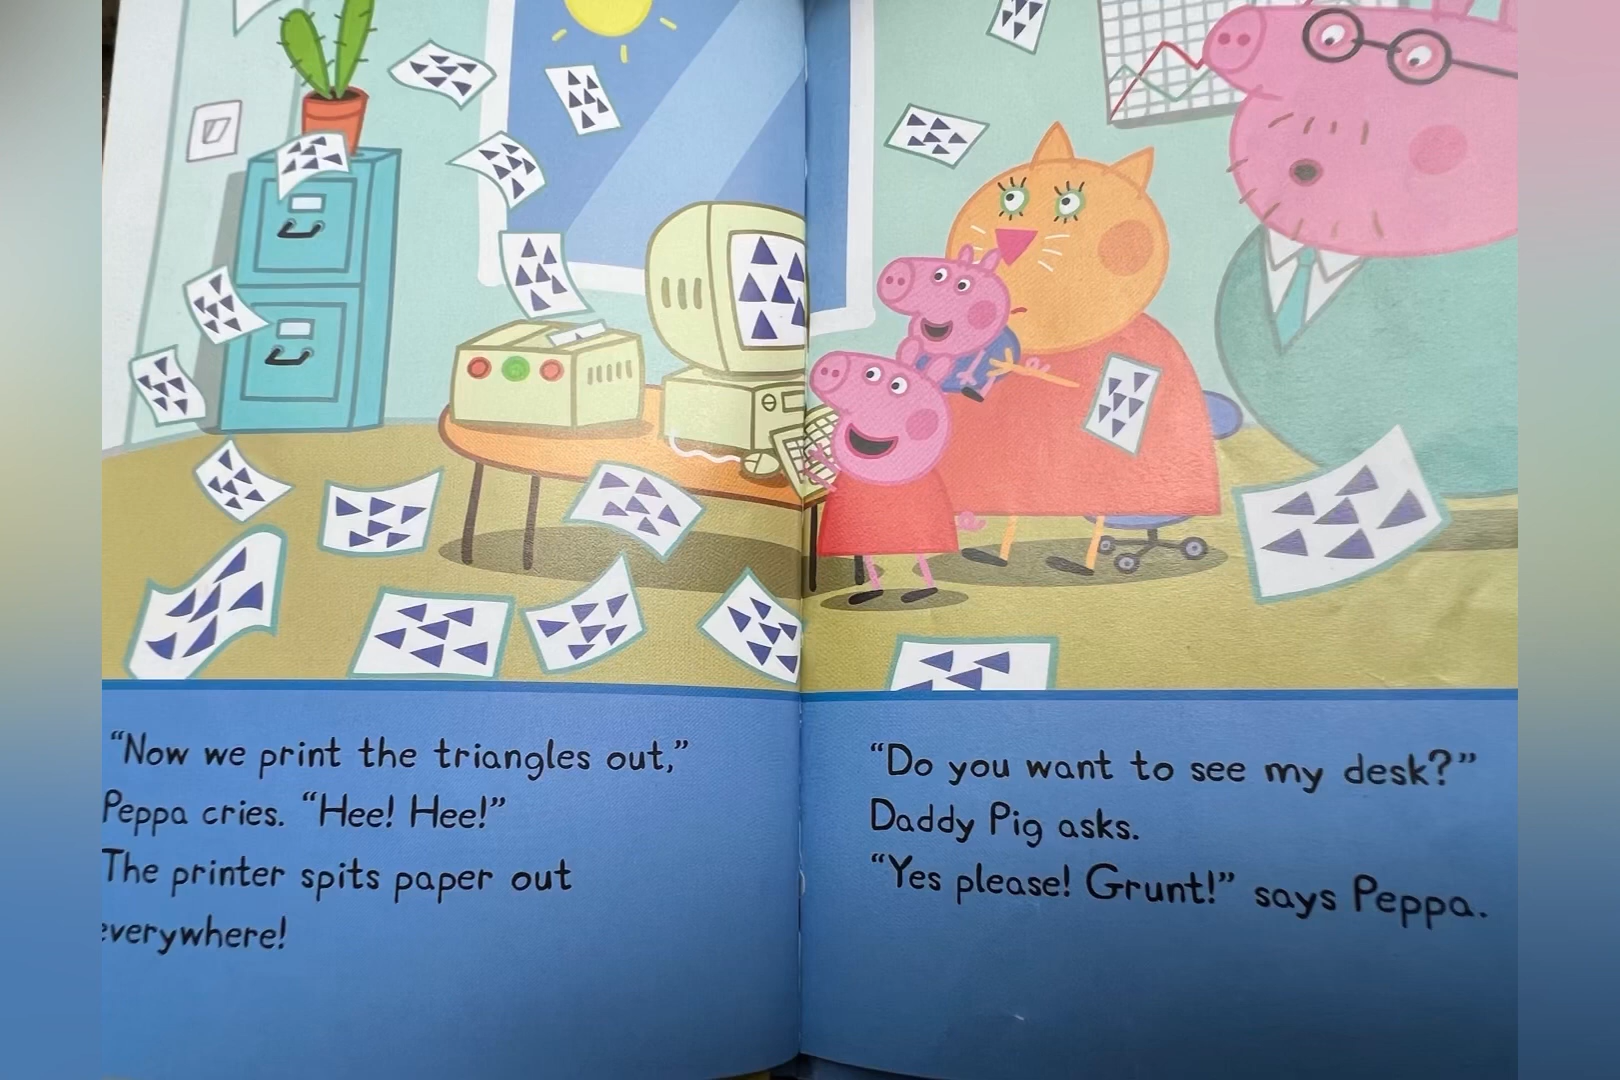 “Now we print the triangles out,”
Peppa cries. “Hee! Hee!”
The printer spits paper out
everywhere!
“Do you want to see my desk?”
Daddy Pig asks.
“Yes please! Grunt!” says Peppa.